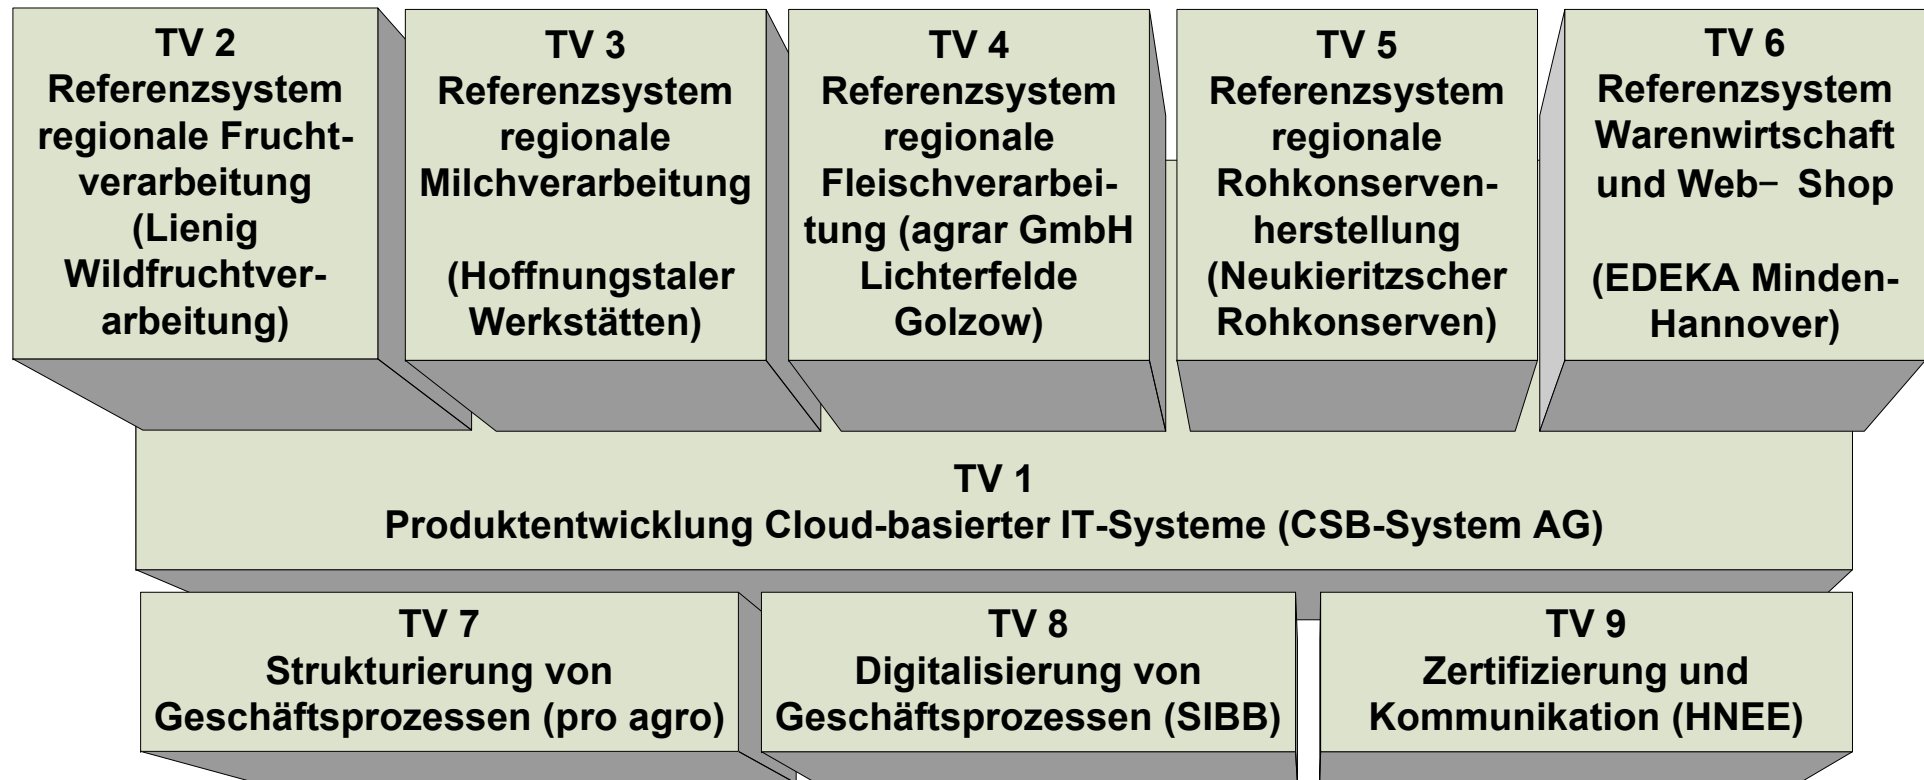 TV 2
Referenzsystem
regionale Frucht-
verarbeitung
(Lienig
Wildfruchtver-
arbeitung)
TV 3
Referenzsystem
regionale
Milchverarbeitung
(Hoffnungstaler
Werkstätten)
TV 4
Referenzsystem
regionale
Fleischverarbei-
tung (agrar GmbH
Lichterfelde
Golzow)
TV 5
Referenzsystem
regionale
Rohkonserven-
herstellung
(Neukieritzscher
Rohkonserven)
TV 6
Referenzsystem
Warenwirtschaft
und Web– Shop
(EDEKA Minden-
Hannover)
TV 1
Produktentwicklung Cloud-basierter IT-Systeme (CSB-System AG)
TV 7
Strukturierung von
Geschäftsprozessen (pro agro)
TV 8
Digitalisierung von
Geschäftsprozessen (SIBB)
TV 9
Zertifizierung und
Kommunikation (HNEE)